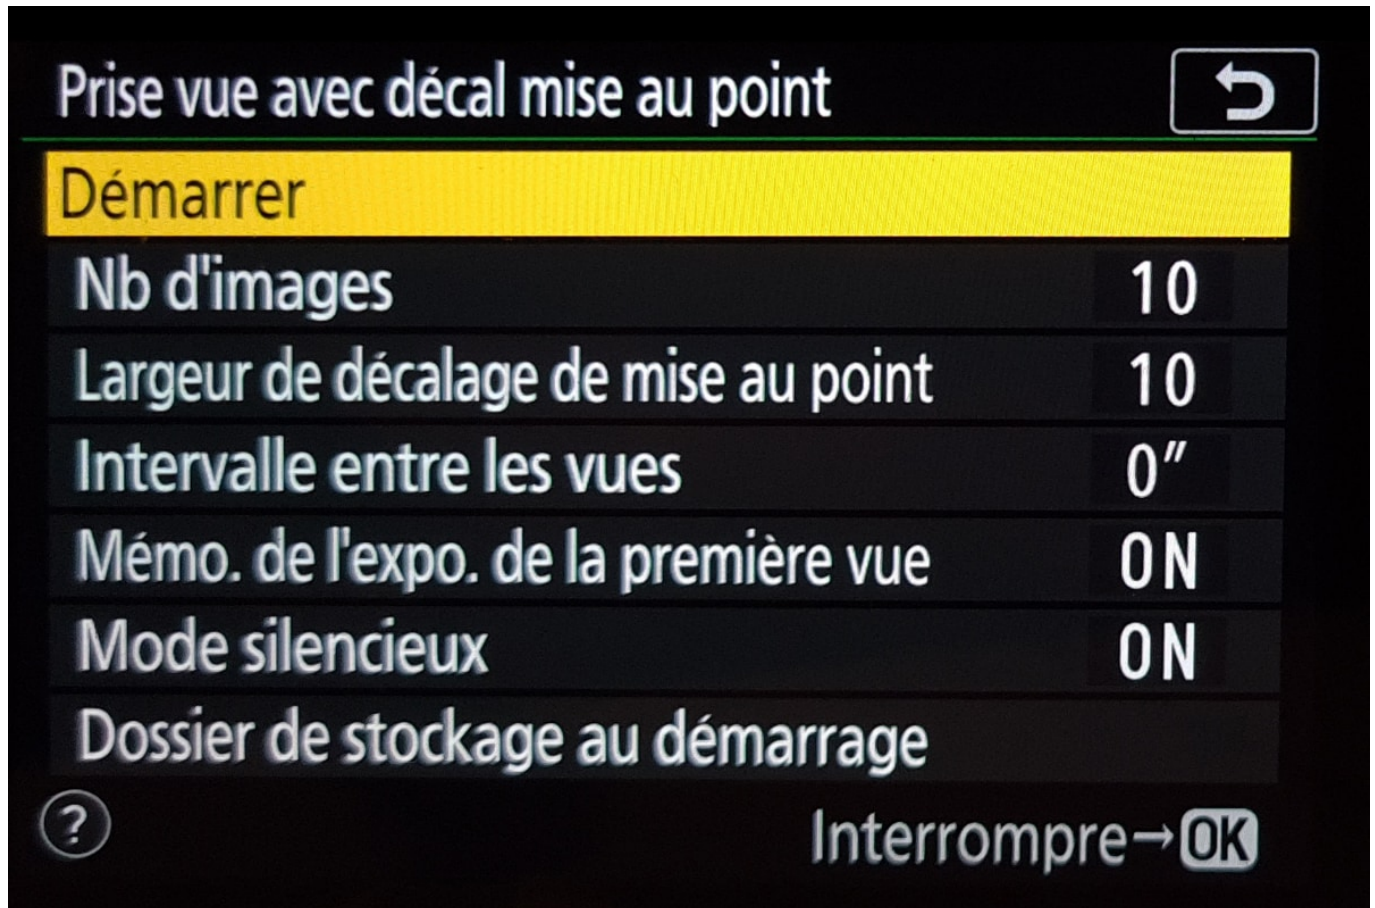 Prise vue avec décal mise au point
Démarrer
Nb d'images 10
Largeur de décalage de mise au point 10
Intervalle entre les vues 0″
Mémo. de l'expo. de la première vue ON
Mode silencieux ON
Dossier de stockage au démarrage
? Interrompre→OK